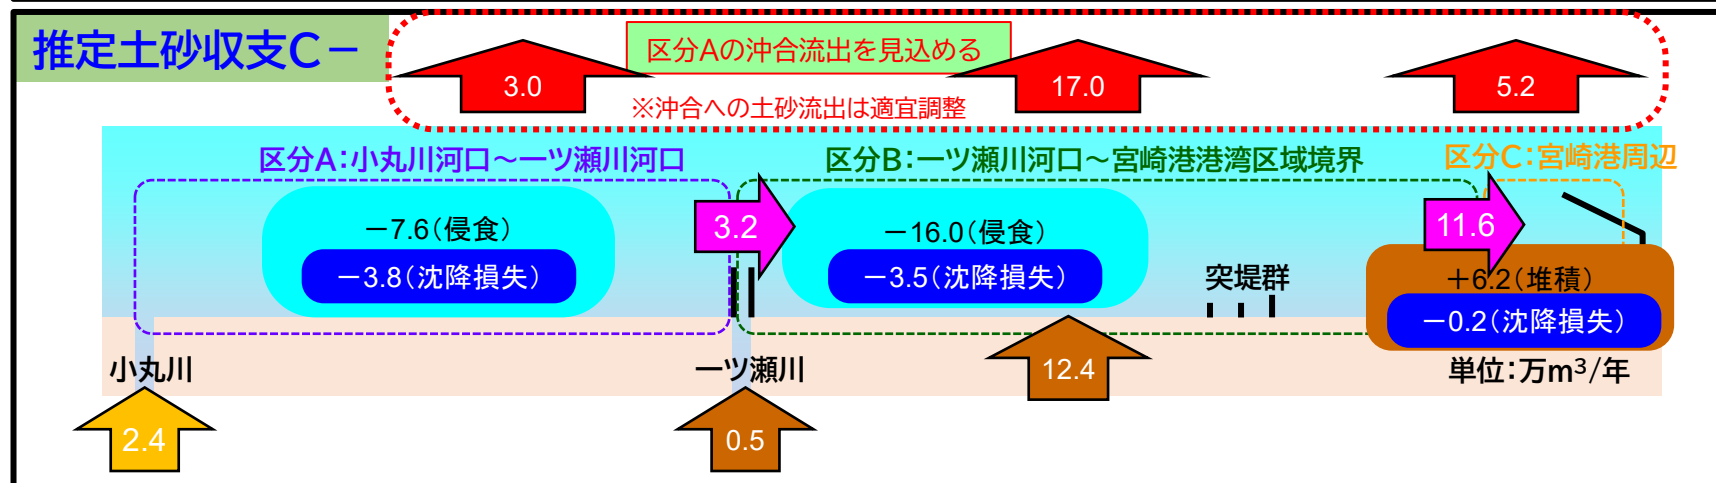 推定土砂収支C－
区分Aの沖合流出を見込める
3.0
17.0
5.2
※沖合への土砂流出は適宜調整
区分A：小丸川河口～一ツ瀬川河口
区分B：一ツ瀬川河口～宮崎港港湾区域境界
区分C：宮崎港周辺
－7.6（侵食）
－3.8（沈降損失）
3.2
－16.0（侵食）
－3.5（沈降損失）
11.6
突堤群
＋6.2（堆積）
－0.2（沈降損失）
小丸川
一ツ瀬川
12.4
単位：万m³/年
2.4
0.5